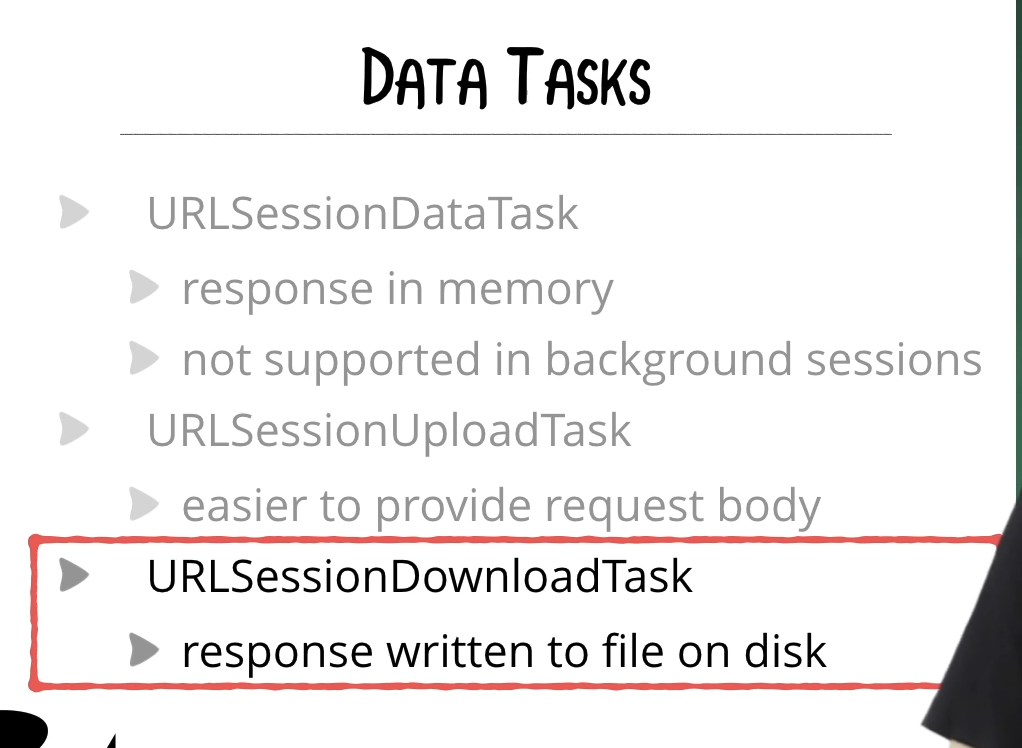 DATA TASKS
URLSessionDataTask
response in memory
not supported in background sessions
URLSessionUploadTask
easier to provide request body
URLSessionDownloadTask
response written to file on disk